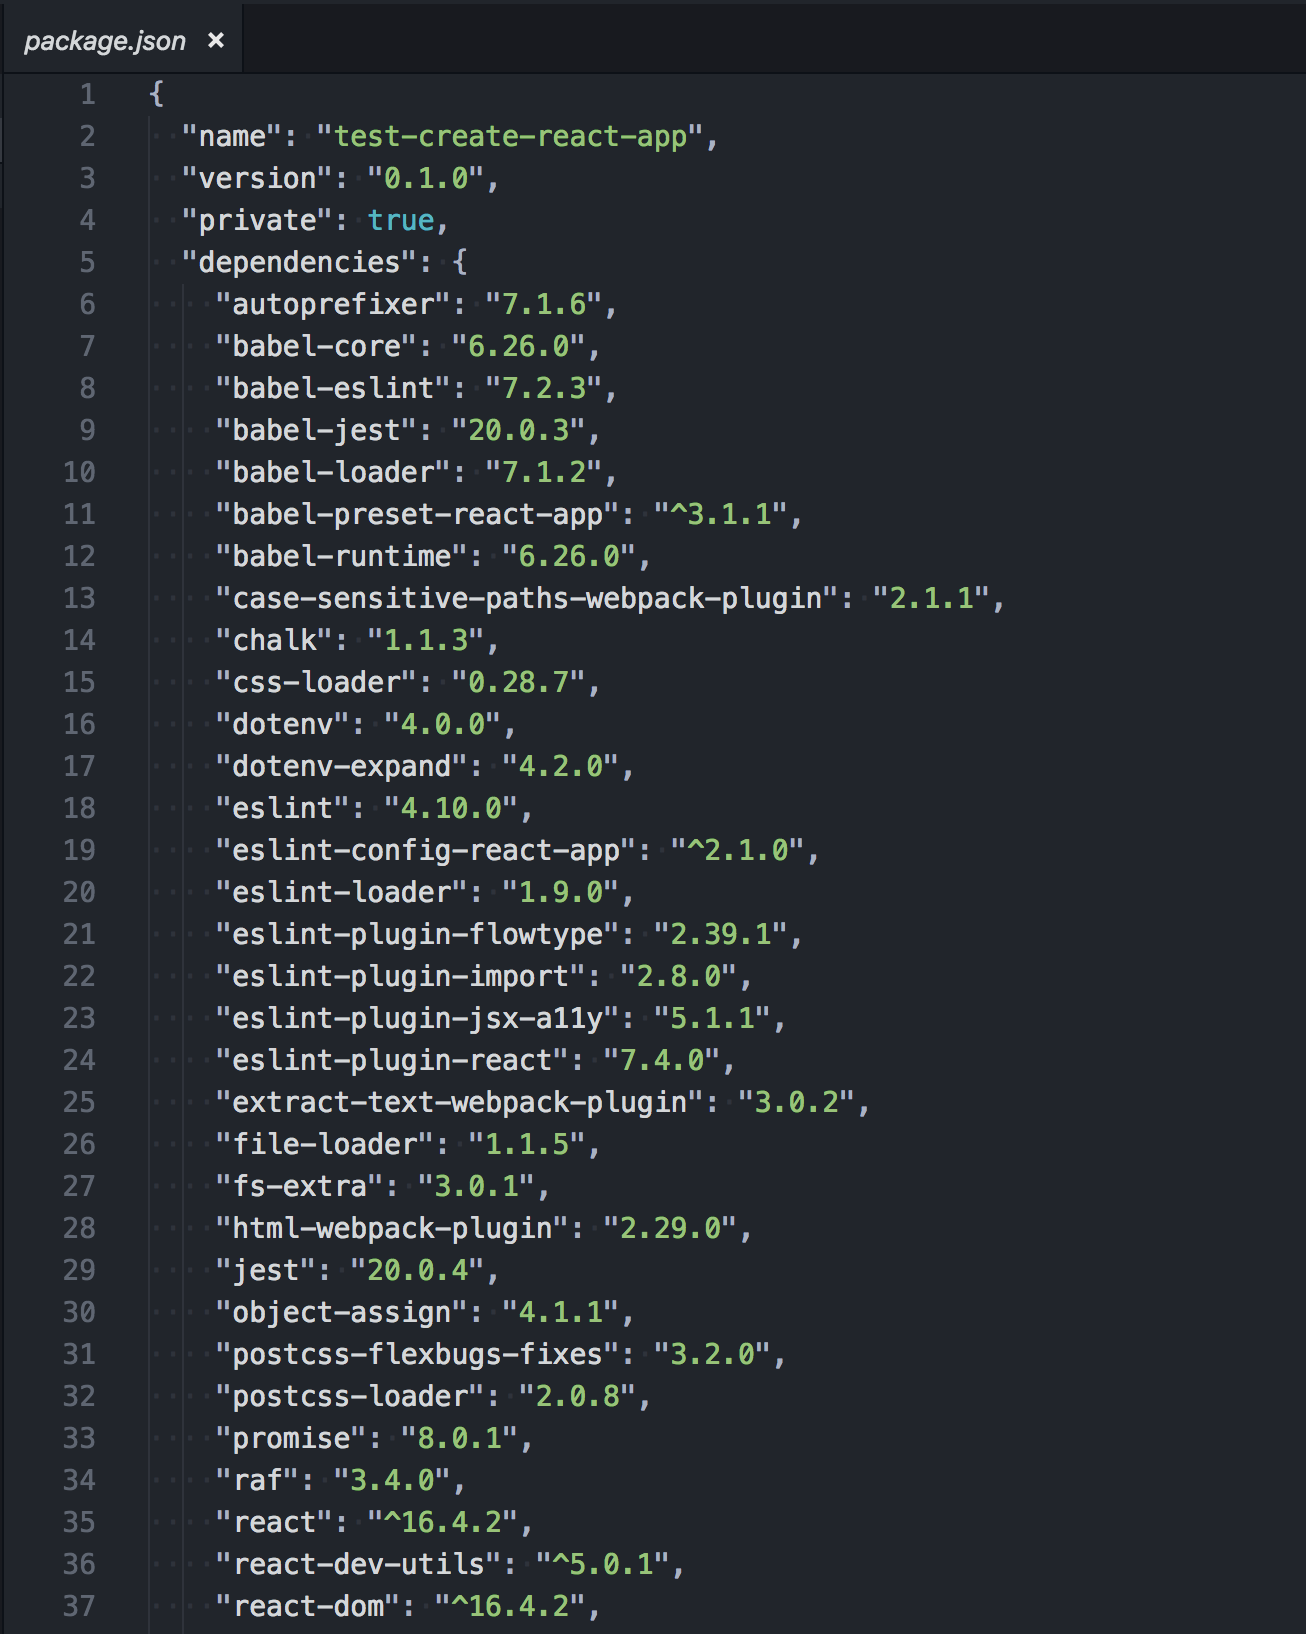 package.json ×
1 {
2 "name": "test-create-react-app",
3 "version": "0.1.0",
4 "private": true,
5 "dependencies": {
6 "autoprefixer": "7.1.6",
7 "babel-core": "6.26.0",
8 "babel-eslint": "7.2.3",
9 "babel-jest": "20.0.3",
10 "babel-loader": "7.1.2",
11 "babel-preset-react-app": "^3.1.1",
12 "babel-runtime": "6.26.0",
13 "case-sensitive-paths-webpack-plugin": "2.1.1",
14 "chalk": "1.1.3",
15 "css-loader": "0.28.7",
16 "dotenv": "4.0.0",
17 "dotenv-expand": "4.2.0",
18 "eslint": "4.10.0",
19 "eslint-config-react-app": "^2.1.0",
20 "eslint-loader": "1.9.0",
21 "eslint-plugin-flowtype": "2.39.1",
22 "eslint-plugin-import": "2.8.0",
23 "eslint-plugin-jsx-a11y": "5.1.1",
24 "eslint-plugin-react": "7.4.0",
25 "extract-text-webpack-plugin": "3.0.2",
26 "file-loader": "1.1.5",
27 "fs-extra": "3.0.1",
28 "html-webpack-plugin": "2.29.0",
29 "jest": "20.0.4",
30 "object-assign": "4.1.1",
31 "postcss-flexbugs-fixes": "3.2.0",
32 "postcss-loader": "2.0.8",
33 "promise": "8.0.1",
34 "raf": "3.4.0",
35 "react": "^16.4.2",
36 "react-dev-utils": "^5.0.1",
37 "react-dom": "^16.4.2",